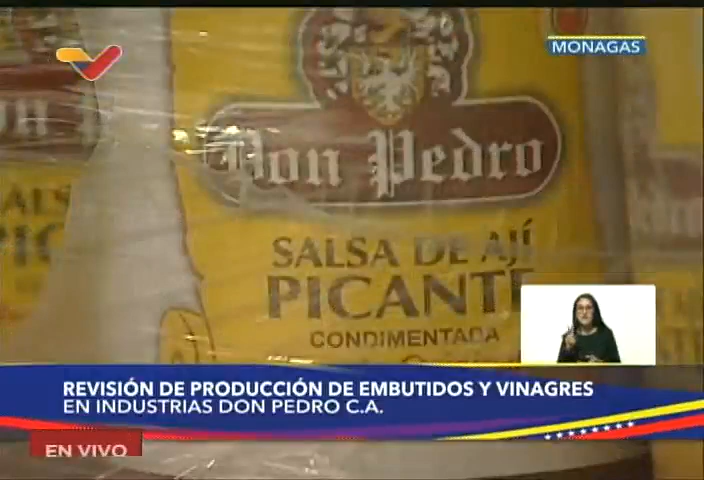 MONAGAS
Don Pedro
SALSA DE AJÍ
PICANTE
CONDIMENTADA
REVISIÓN DE PRODUCCIÓN DE EMBUTIDOS Y VINAGRES
EN INDUSTRIAS DON PEDRO C.A.
EN VIVO